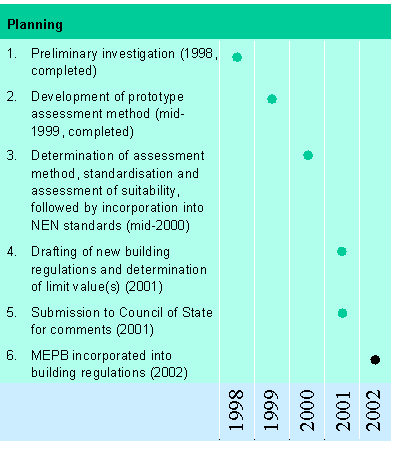 Planning
1. Preliminary investigation (1998,
completed)
2. Development of prototype
assessment method (mid-
1999, completed)
3. Determination of assessment
method, standardisation and
assessment of suitability,
followed by incorporation into
NEN standards (mid-2000)
4. Drafting of new building
regulations and determination
of limit value(s) (2001)
5. Submission to Council of State
for comments (2001)
6. MEPB incorporated into
building regulations (2002)
1998
1999
2000
2001
2002